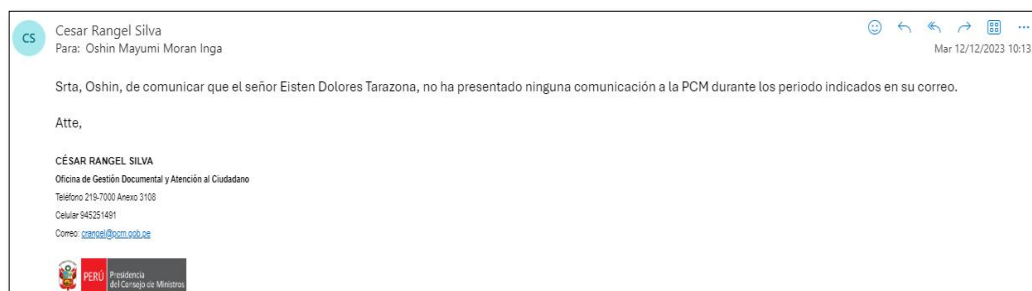 CS
Cesar Rangel Silva
Para: Oshin Mayumi Moran Inga
Mar 12/12/2023 10:13
Srta, Oshin, de comunicar que el señor Eisten Dolores Tarazona, no ha presentado ninguna comunicación a la PCM durante los periodo indicados en su correo.
Atte,
CÉSAR RANGEL SILVA
Oficina de Gestión Documental y Atención al Ciudadano
Teléfono 219-7000 Anexo 3108
Celular 945251491
Correo: crangel@pcm.gob.pe
PERÚ
Presidencia
del Consejo de Ministros